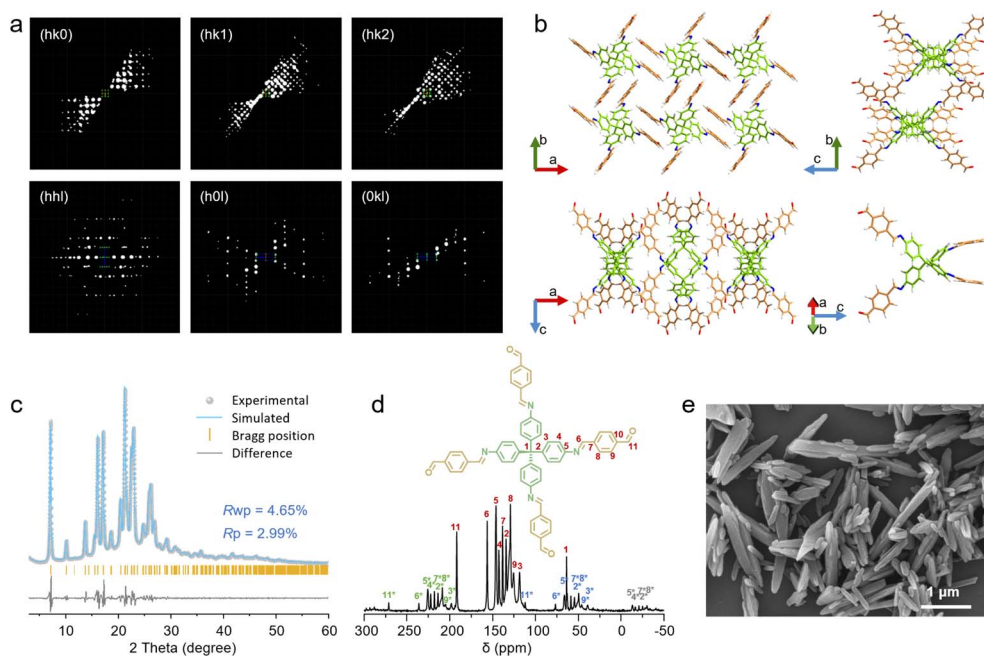 a
(hk0)
(hk1)
(hk2)
(hhl)
(h0l)
(0kl)
b
b
a
b
c
a
c
a
b
c
c
Experimental
Simulated
Bragg position
Difference
Rwp = 4.65%
Rp = 2.99%
10 20 30 40 50 60
2 Theta (degree)
d
O
N
N
N
N
O
O
O
1 2 3 4 5 6 7 8 9 10 11
11 6 5 4 7 2 8 9 3 1
11* 6* 5* 4* 7*8* 2* 9* 3*
11* 6* 5* 4* 7*8* 2* 9* 3*
5* 4* 7*8* 2*
300 250 200 150 100 50 0 -50
δ (ppm)
e
1 μm